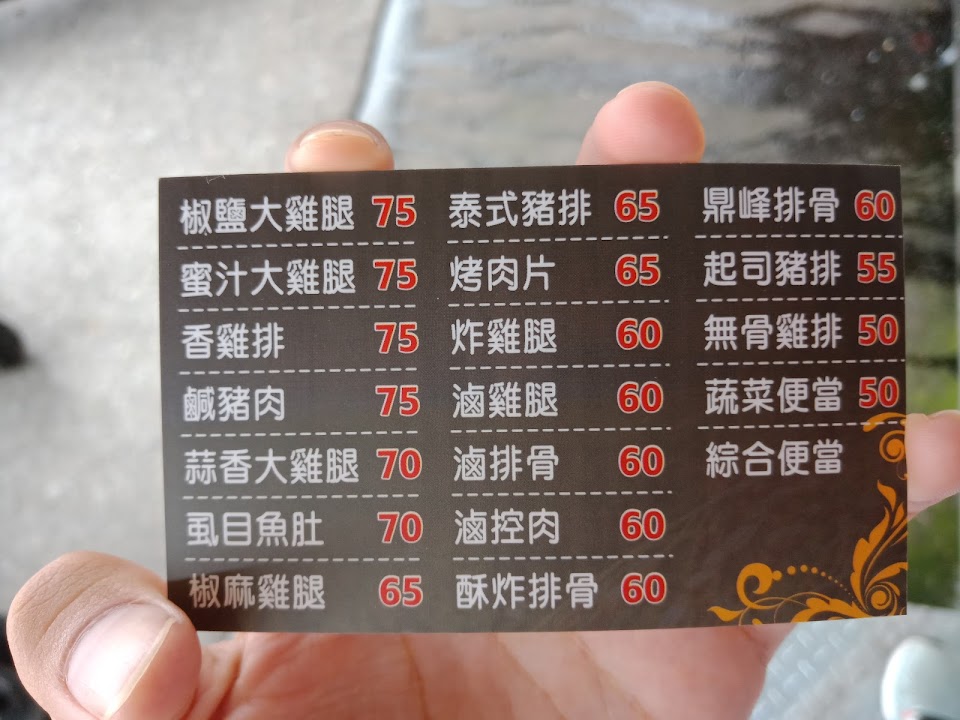 椒鹽大雞腿 75
蜜汁大雞腿 75
香雞排 75
鹹豬肉 75
蒜香大雞腿 70
虱目魚肚 70
椒麻雞腿 65
泰式豬排 65
烤肉片 65
炸雞腿 60
滷雞腿 60
滷排骨 60
滷控肉 60
酥炸排骨 60
鼎峰排骨 60
起司豬排 55
無骨雞排 50
蔬菜便當 50
綜合便當